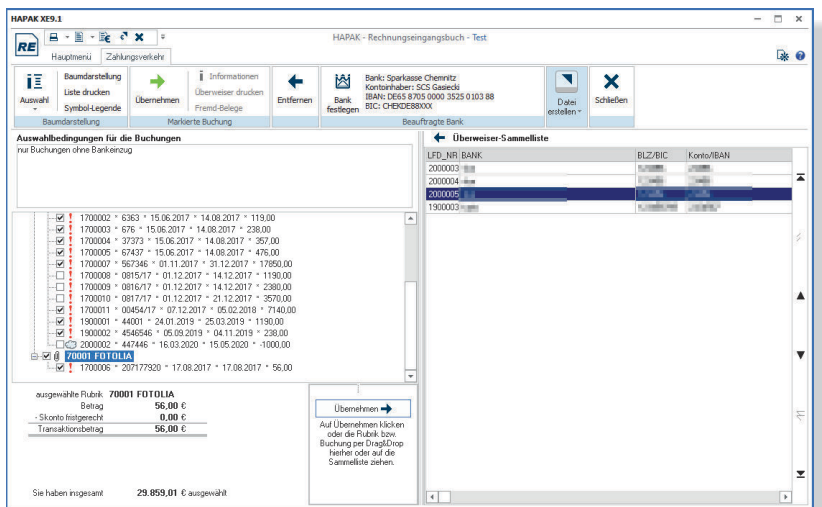 HAPAK XE9.1
RE
HAPAK - Rechnungseingangsbuch - Test
Hauptmenü Zahlungsverkehr
Auswahl
Baumdarstellung
Liste drucken
Symbol-Legende
Baumdarstellung
Übernehmen
Informationen
Überweiser drucken
Fremd-Belege
Markierte Buchung
Entfernen
Bank festlegen
Bank: Sparkasse Chemnitz
Kontoinhaber: SCS Gasiecki
IBAN: DE65 8705 0000 3525 0103 88
BIC: CHEKDE88XXX
Beauftragte Bank
Datei erstellen
Schließen
Auswahlbedingungen für die Buchungen
nur Buchungen ohne Bankeinzug
1700002 * 6363 * 15.06.2017 * 14.08.2017 * 119,00
1700003 * 676 * 15.06.2017 * 14.08.2017 * 238,00
1700004 * 37373 * 15.06.2017 * 14.08.2017 * 357,00
1700005 * 67437 * 15.06.2017 * 14.08.2017 * 476,00
1700007 * 567346 * 01.11.2017 * 31.12.2017 * 17850,00
1700008 * 0815/17 * 01.12.2017 * 14.12.2017 * 1190,00
1700009 * 0816/17 * 01.12.2017 * 14.12.2017 * 2380,00
1700010 * 0817/17 * 01.12.2017 * 21.12.2017 * 3570,00
1700011 * 00454/17 * 07.12.2017 * 05.02.2018 * 7140,00
1900001 * 44001 * 24.01.2019 * 25.03.2019 * 1190,00
1900002 * 4546546 * 05.09.2019 * 04.11.2019 * 238,00
2000002 * 447446 * 16.03.2020 * 15.05.2020 * -1000,00
70001 FOTOLIA
1700006 * 207177920 * 17.08.2017 * 17.08.2017 * 56,00
ausgewählte Rubrik 70001 FOTOLIA
Betrag 56,00 €
- Skonto fristgerecht 0,00 €
Transaktionsbetrag 56,00 €
Sie haben insgesamt 29.859,01 € ausgewählt
Übernehmen
Auf Übernehmen klicken
oder die Rubrik bzw.
Buchung per Drag&Drop
hierher oder auf die
Sammelliste ziehen.
Überweiser-Sammelliste
LFD_NR BANK BLZ/BIC Konto/IBAN
2000003
2000004
2000005
1900003